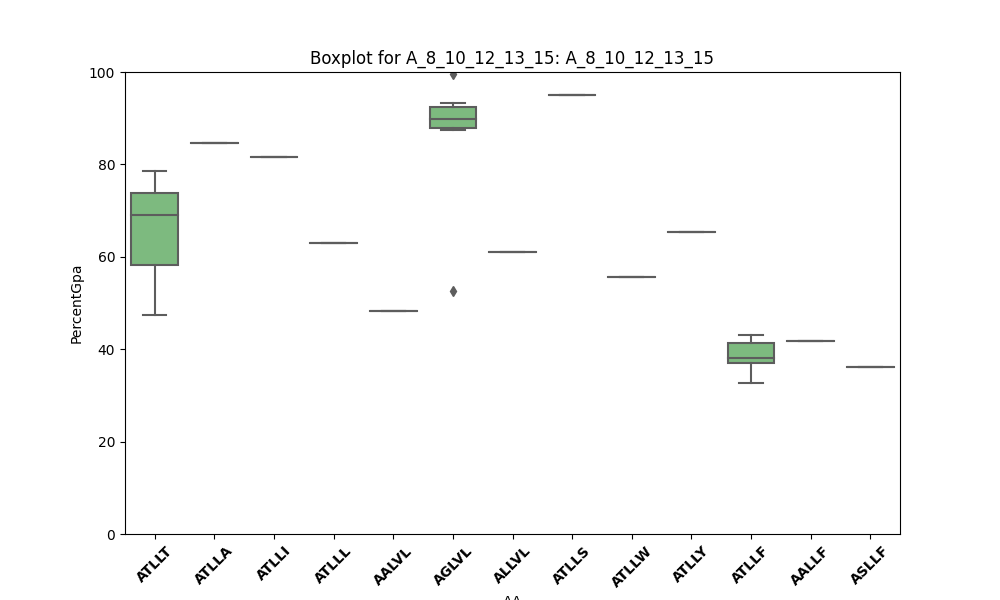 Boxplot for A_8_10_12_13_15: A_8_10_12_13_15
100
80
60
40
20
0
PercentGpa
ATLLT
ATLLA
ATLLI
ATLLL
AALVL
AGLVL
ALLVL
ATLLS
ATLLW
ATLLY
ATLLF
AALLF
ASLLF
AA